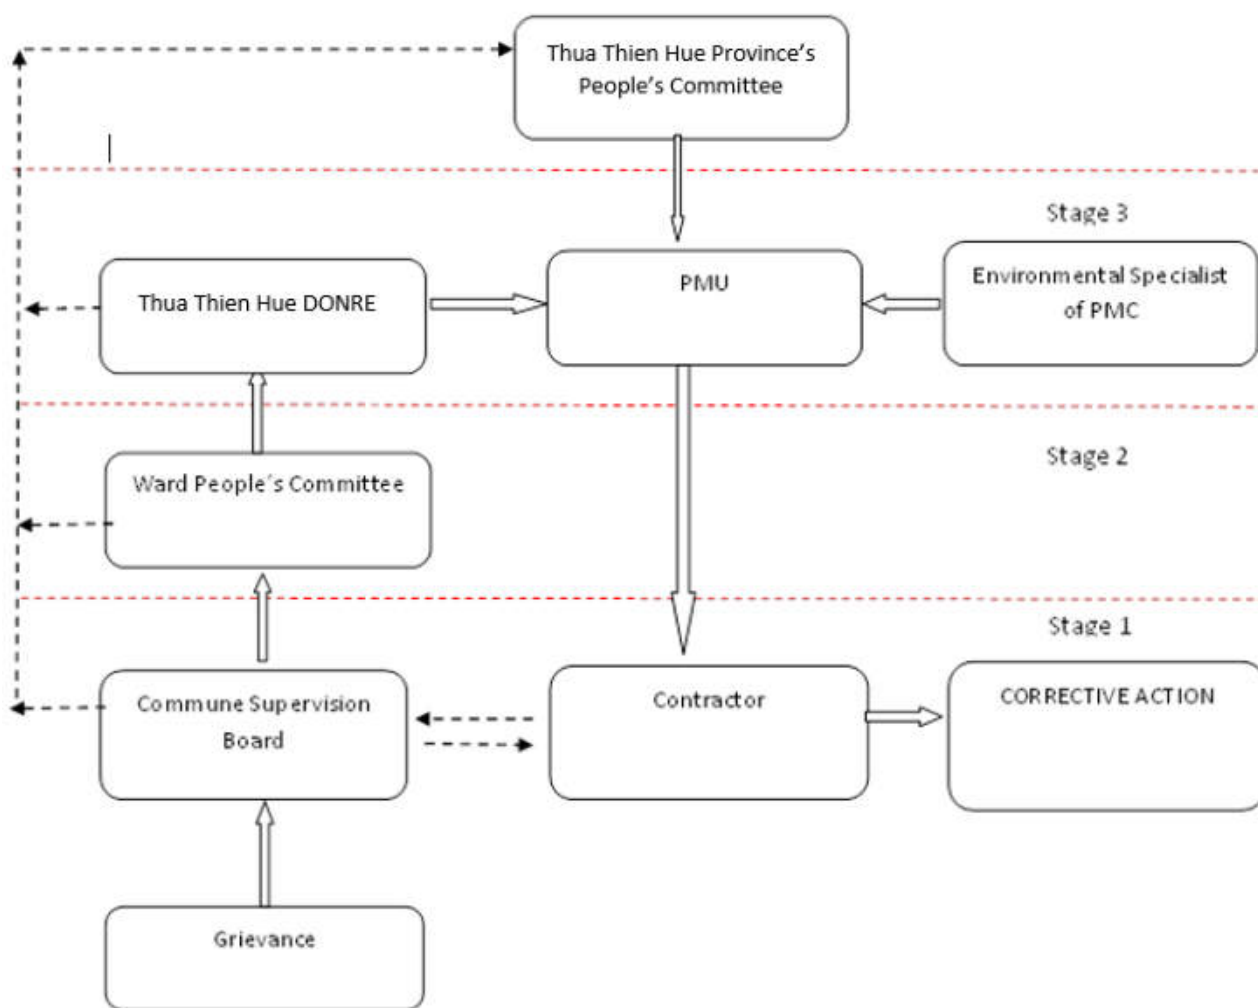 Thua Thien Hue Province’s
People’s Committee
Stage 3
Thua Thien Hue DONRE
PMU
Environmental Specialist
of PMC
Stage 2
Ward People’s Committee
Stage 1
Commune Supervision
Board
Contractor
CORRECTIVE ACTION
Grievance